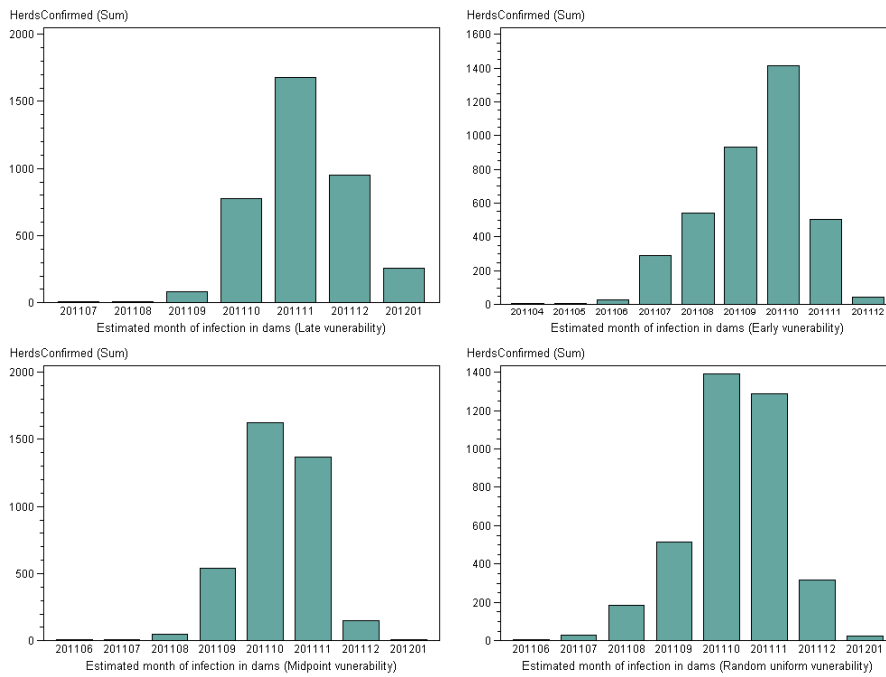 HerdsConfirmed (Sum)
2000
1500
1000
500
0
201107 201108 201109 201110 201111 201112 201201
Estimated month of infection in dams (Late vunerability)
HerdsConfirmed (Sum)
1600
1400
1200
1000
800
600
400
200
0
201104 201105 201106 201107 201108 201109 201110 201111 201112
Estimated month of infection in dams (Early vunerability)
HerdsConfirmed (Sum)
2000
1500
1000
500
0
201106 201107 201108 201109 201110 201111 201112 201201
Estimated month of infection in dams (Midpoint vunerability)
HerdsConfirmed (Sum)
1400
1200
1000
800
600
400
200
0
201106 201107 201108 201109 201110 201111 201112 201201
Estimated month of infection in dams (Random uniform vunerability)